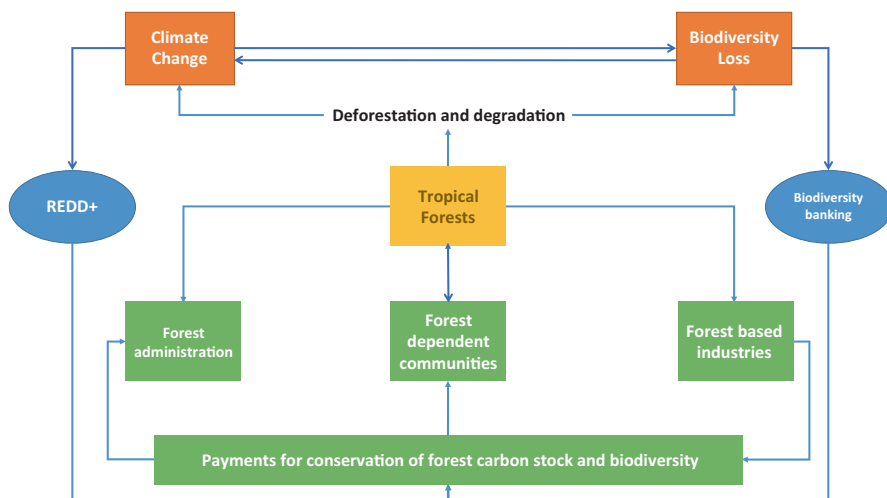 Climate
Change
Biodiversity
Loss
Deforestation and degradation
REDD+
Tropical
Forests
Biodiversity
banking
Forest
administration
Forest
dependent
communities
Forest based
industries
Payments for conservation of forest carbon stock and biodiversity